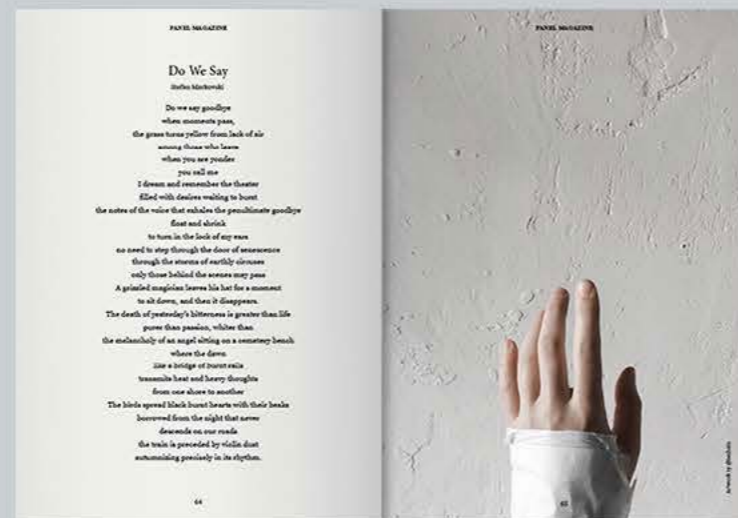 PANEL MAGAZINE
Do We Say
Stefan Markovski
Do we say goodbye
when moments pass,
the grass turns yellow from lack of air
among those who leave
when you are yonder
you call me
I dream and remember the theater
filled with desires waiting to burst
the notes of the voice that exhales the penultimate goodbye
float and shrink
to turn in the lock of my ears
no need to step through the door of senescence
through the storms of earthly circuses
only those behind the scenes may pass
A grizzled magician leaves his hat for a moment
to sit down, and then it disappears.
The death of yesterday's bitterness is greater than life
purer than passion, whiter than
the melancholy of an angel sitting on a cemetery bench
where the dawn
like a bridge of burnt rails
transmits heat and heavy thoughts
from one shore to another
The birds spread black burnt hearts with their beaks
borrowed from the night that never
descends on our roads
the train is preceded by violin dust
autumnizing precisely in its rhythm.
64
PANEL MAGAZINE
65
Artwork by